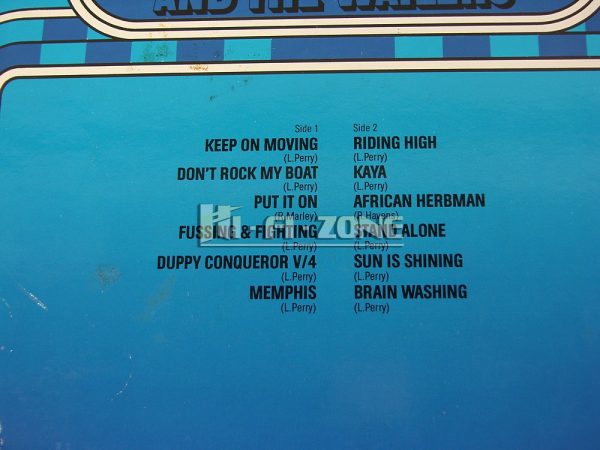 AND THE WAILERS
Side 1
KEEP ON MOVING
(L.Perry)
DON'T ROCK MY BOAT
(L.Perry)
PUT IT ON
(R.Marley)
FUSSING & FIGHTING
(L.Perry)
DUPPY CONQUEROR V/4
(L.Perry)
MEMPHIS
(L.Perry)
Side 2
RIDING HIGH
(L.Perry)
KAYA
(L.Perry)
AFRICAN HERBMAN
(R.Havens)
STAND ALONE
(L.Perry)
SUN IS SHINING
(L.Perry)
BRAIN WASHING
(L.Perry)
HI-FI-ZONE